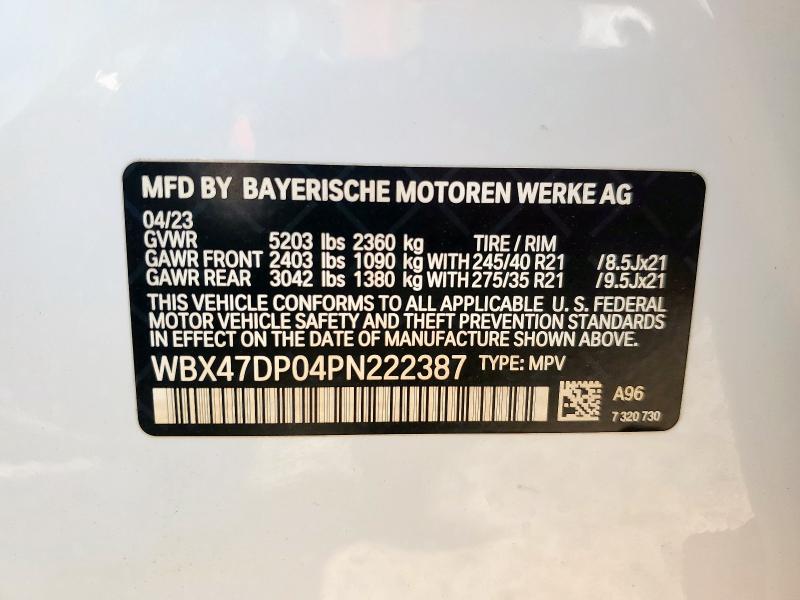 MFD BY BAYERISCHE MOTOREN WERKE AG
04/23
GVWR 5203 lbs 2360 kg TIRE / RIM
GAWR FRONT 2403 lbs 1090 kg WITH 245/40 R21 /8.5Jx21
GAWR REAR 3042 lbs 1380 kg WITH 275/35 R21 /9.5Jx21
THIS VEHICLE CONFORMS TO ALL APPLICABLE U. S. FEDERAL
MOTOR VEHICLE SAFETY AND THEFT PREVENTION STANDARDS
IN EFFECT ON THE DATE OF MANUFACTURE SHOWN ABOVE.
WBX47DP04PN222387 TYPE: MPV
A96
7 320 730